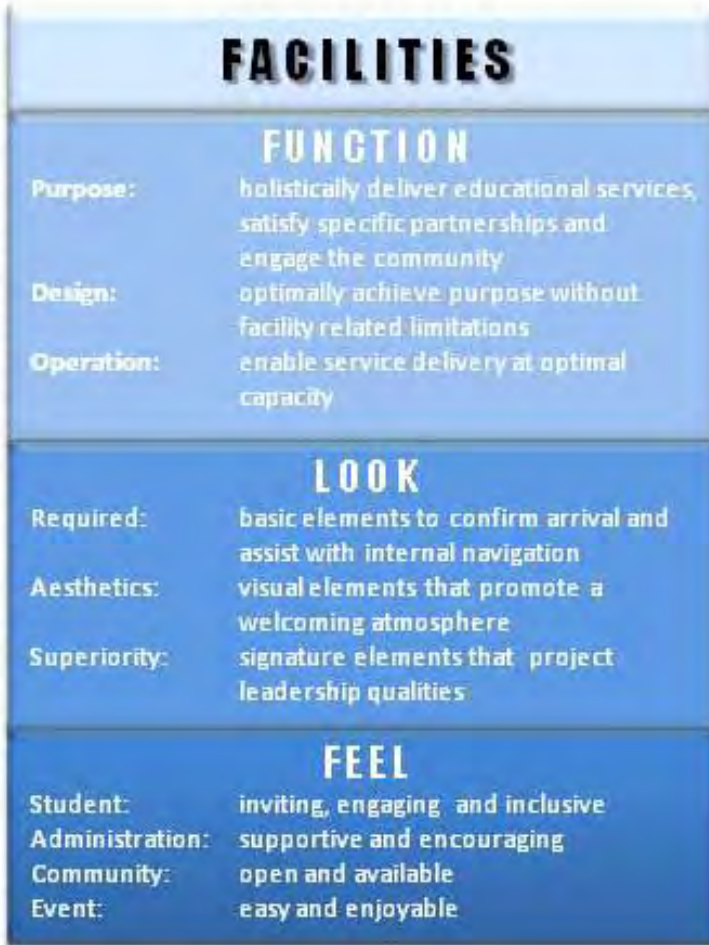 FACILITIES
FUNCTION
Purpose: holistically deliver educational services,
satisfy specific partnerships and
engage the community
Design: optimally achieve purpose without
facility related limitations
Operation: enable service delivery at optimal
capacity
LOOK
Required: basic elements to confirm arrival and
assist with internal navigation
Aesthetics: visual elements that promote a
welcoming atmosphere
Superiority: signature elements that project
leadership qualities
FEEL
Student: inviting, engaging and inclusive
Administration: supportive and encouraging
Community: open and available
Event: easy and enjoyable